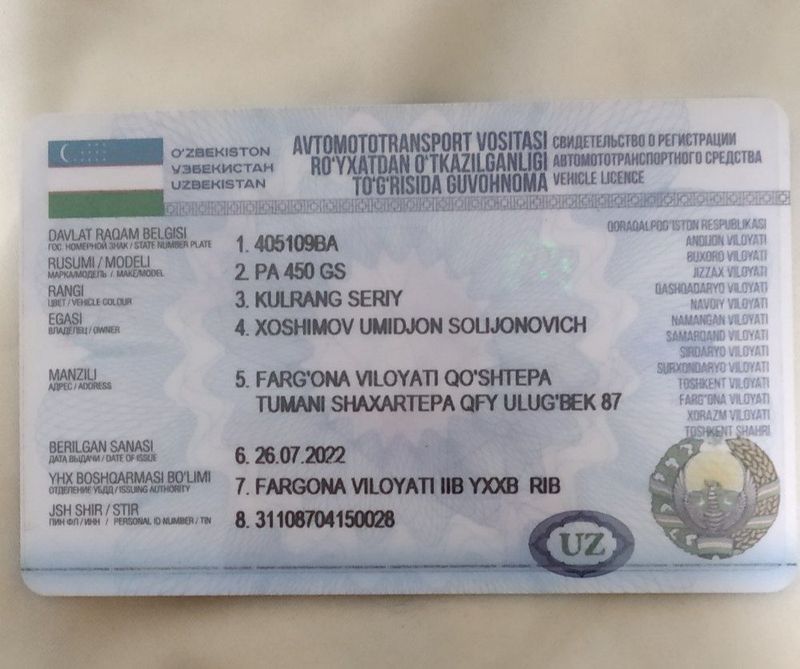 O'ZBEKISTON
ЎЗБЕКИСТАН
UZBEKISTAN
AVTOMOTOTRANSPORT VOSITASI
RO'YXATDAN O'TKAZILGANLIGI
TO'G'RISIDA GUVOHNOMA
СВИДЕТЕЛЬСТВО О РЕГИСТРАЦИИ
АВТОМОТОТРАНСПОРТНОГО СРЕДСТВА
VEHICLE LICENCE
DAVLAT RAQAM BELGISI
ГОС. НОМЕРНОЙ ЗНАК / STATE NUMBER PLATE
1. 405109BA
RUSUMI / MODELI
МАРКА/МОДЕЛЬ / MAKE/MODEL
2. PA 450 GS
RANGI
ЦВЕТ / VEHICLE COLOUR
3. KULRANG SERIY
EGASI
ВЛАДЕЛЕЦ / OWNER
4. XOSHIMOV UMIDJON SOLIJONOVICH
MANZILI
АДРЕС / ADDRESS
5. FARG'ONA VILOYATI QO'SHTEPA
TUMANI SHAXARTEPA QFY ULUG'BEK 87
BERILGAN SANASI
ДАТА ВЫДАЧИ / DATE OF ISSUE
6. 26.07.2022
YHX BOSHQARMASI BO'LIMI
ОТДЕЛЕНИЕ УБДД / ISSUING AUTHORITY
7. FARGONA VILOYATI IIB YXXB RIB
JSH SHIR / STIR
ПИН ФЛ / ИНН / PERSONAL ID NUMBER / TIN
8. 31108704150028
QORAQALPOG'ISTON RESPUBLIKASI
ANDIJON VILOYATI
BUXORO VILOYATI
JIZZAX VILOYATI
QASHQADARYO VILOYATI
NAVOIY VILOYATI
NAMANGAN VILOYATI
SAMARQAND VILOYATI
SIRDARYO VILOYATI
SURXONDARYO VILOYATI
TOSHKENT VILOYATI
FARG'ONA VILOYATI
XORAZM VILOYATI
TOSHKENT SHAHRI
UZ